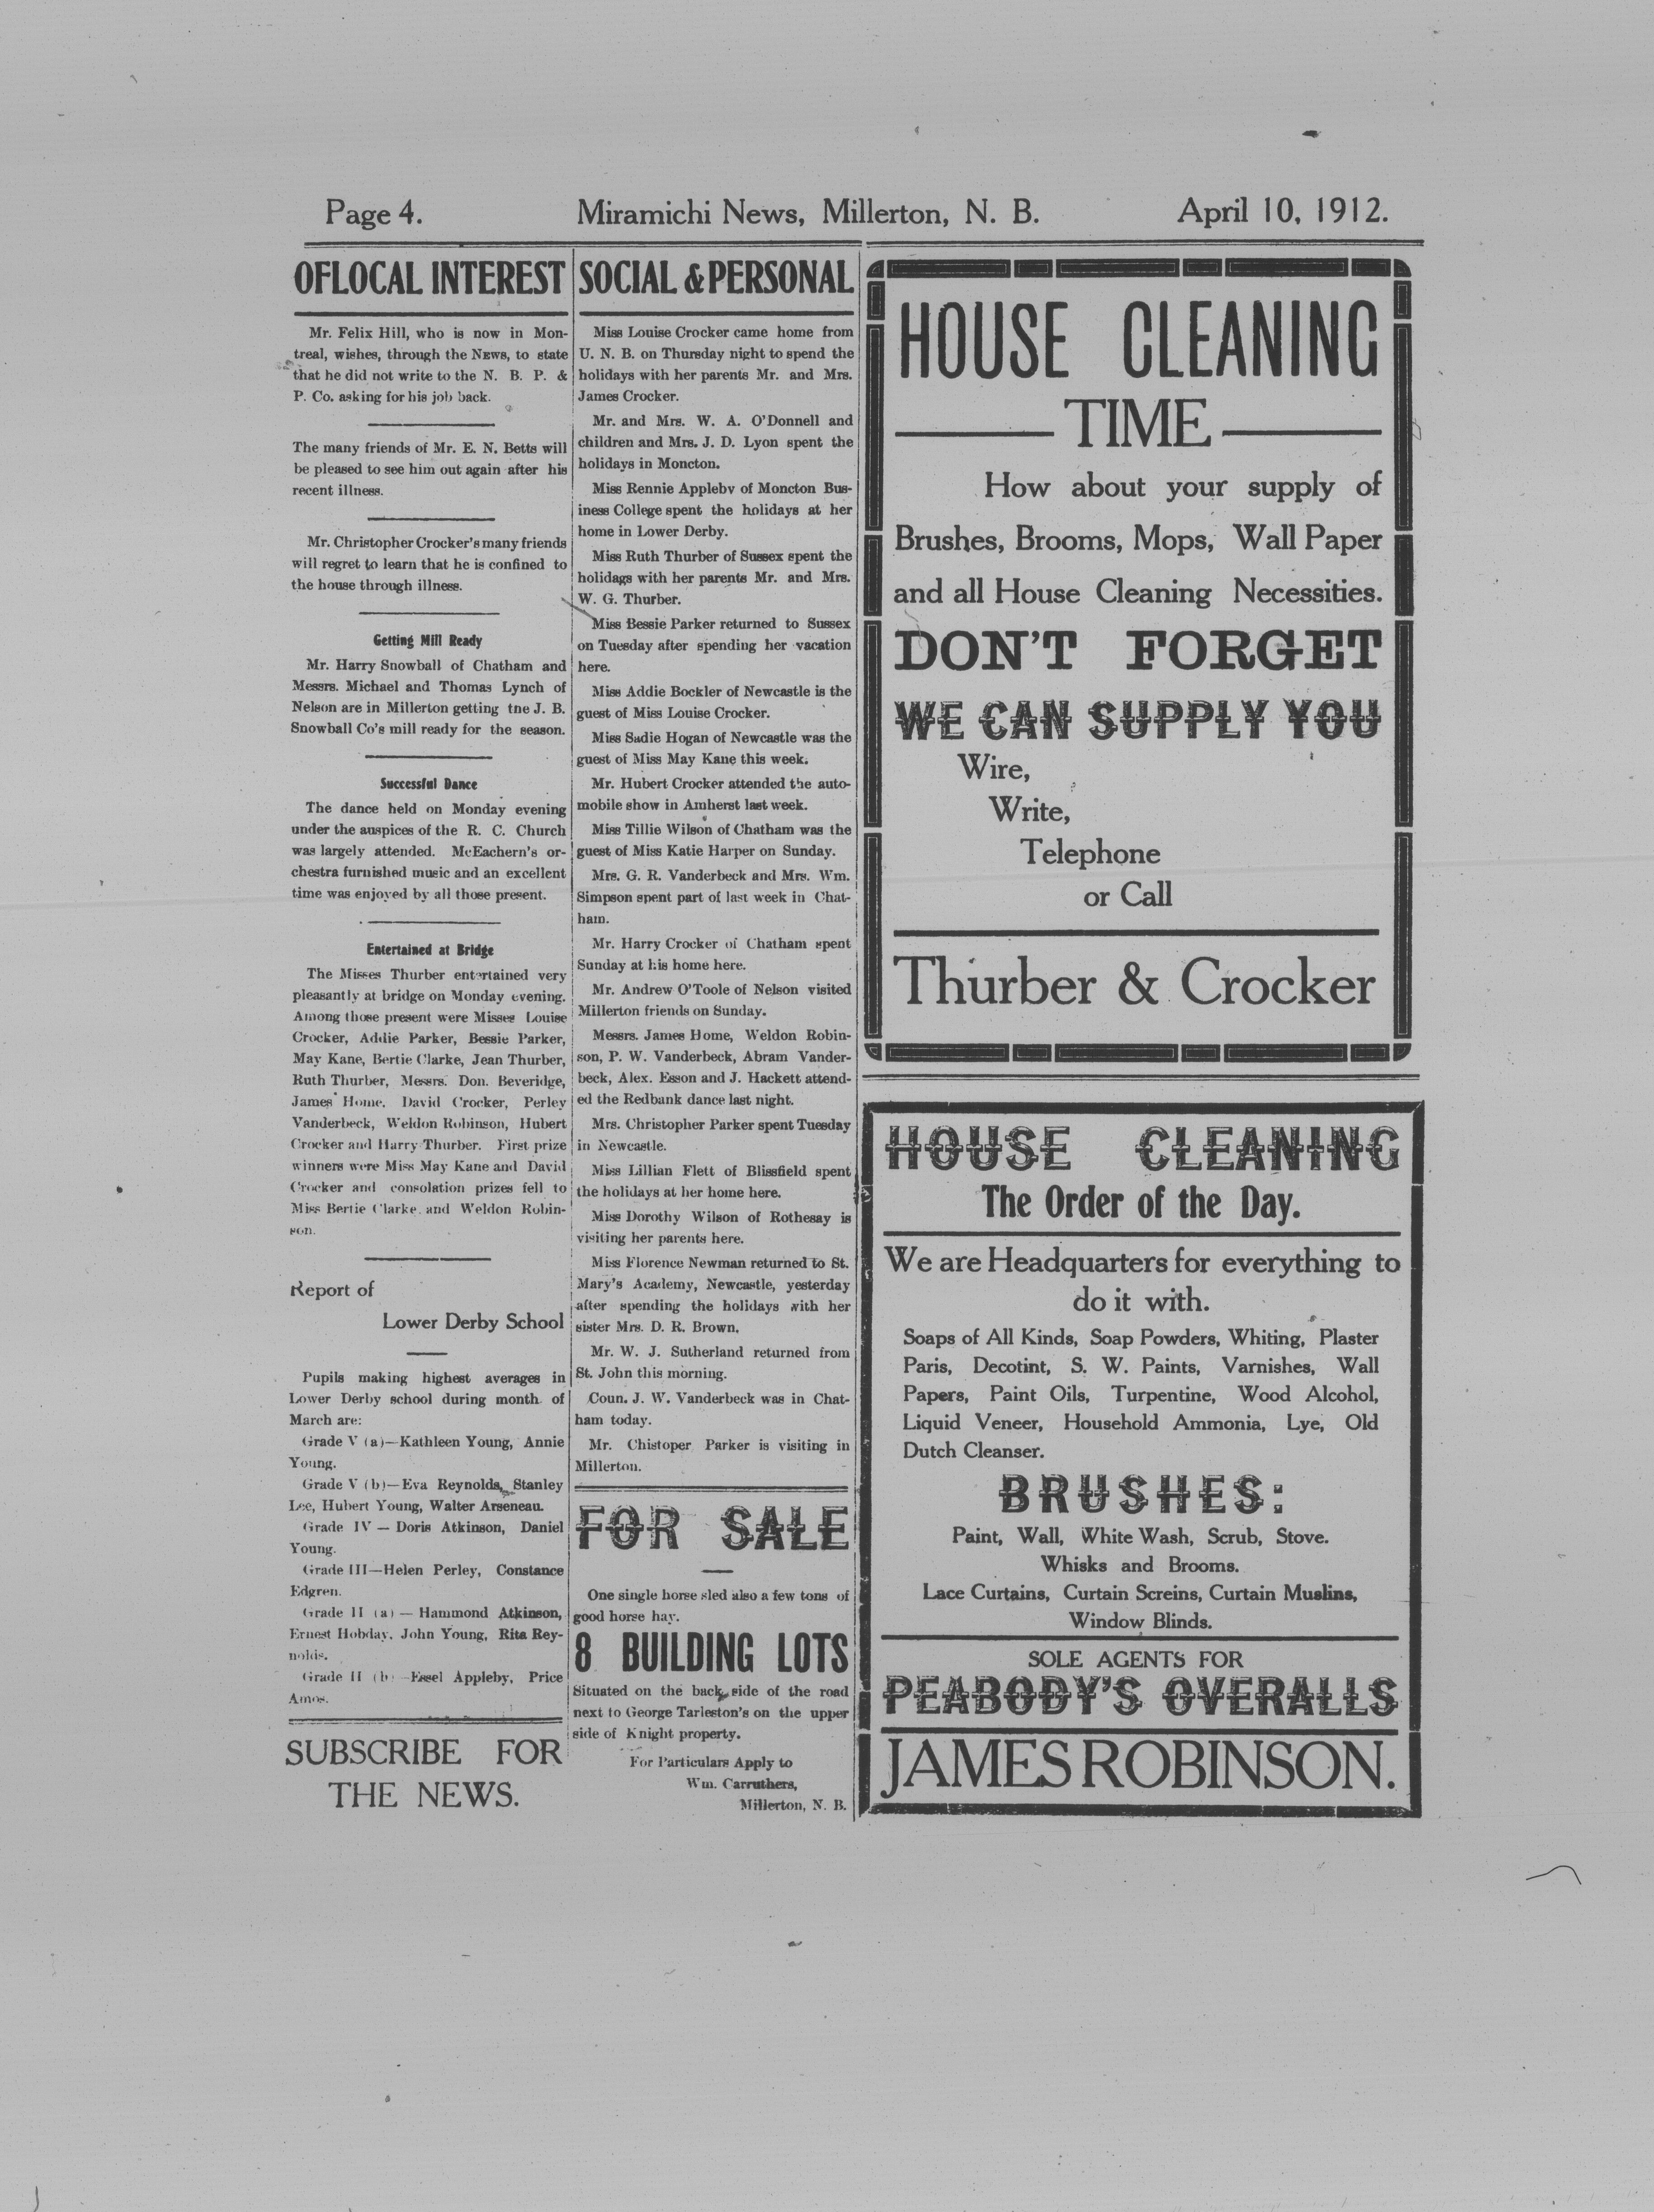 Page 4.
Miramichi News, Millerton, N. B.
April 10, 1912.
OF LOCAL INTEREST
Mr. Felix Hill, who is now in Mon-
treal, wishes, through the NEWS, to state
that he did not write to the N. B. P. &
P. Co. asking for his job back.
The many friends of Mr. E. N. Betts will
be pleased to see him out again after his
recent illness.
Mr. Christopher Crocker's many friends
will regret to learn that he is confined to
the house through illness.
Getting Mill Ready
Mr. Harry Snowball of Chatham and
Messrs. Michael and Thomas Lynch of
Nelson are in Millerton getting tne J. B.
Snowball Co's mill ready for the season.
Successful Dance
The dance held on Monday evening
under the auspices of the R. C. Church
was largely attended. McEachern's or-
chestra furnished music and an excellent
time was enjoyed by all those present.
Entertained at Bridge
The Misses Thurber entertained very
pleasantly at bridge on Monday evening.
Among those present were Misses Louise
Crocker, Addie Parker, Bessie Parker,
May Kane, Bertie Clarke, Jean Thurber,
Ruth Thurber, Messrs. Don. Beveridge,
James Home, David Crocker, Perley
Vanderbeck, Weldon Robinson, Hubert
Crocker and Harry Thurber. First prize
winners were Miss May Kane and David
Crocker and consolation prizes fell to
Miss Bertie Clarke and Weldon Robin-
son.
Report of
Lower Derby School
Pupils making highest averages in
Lower Derby school during month of
March are:
Grade V (a)—Kathleen Young, Annie
Young.
Grade V (b)—Eva Reynolds, Stanley
Lee, Hubert Young, Walter Arseneau.
Grade IV — Doris Atkinson, Daniel
Young.
Grade III—Helen Perley, Constance
Edgren.
Grade II (a) — Hammond Atkinson,
Ernest Hobday, John Young, Rita Rey-
nolds.
Grade II (b) —Essel Appleby, Price
Amos.
SUBSCRIBE FOR
THE NEWS.
SOCIAL & PERSONAL
Miss Louise Crocker came home from
U. N. B. on Thursday night to spend the
holidays with her parents Mr. and Mrs.
James Crocker.
Mr. and Mrs. W. A. O'Donnell and
children and Mrs. J. D. Lyon spent the
holidays in Moncton.
Miss Rennie Applebv of Moncton Bus-
iness College spent the holidays at her
home in Lower Derby.
Miss Ruth Thurber of Sussex spent the
holidags with her parents Mr. and Mrs.
W. G. Thurber.
Miss Bessie Parker returned to Sussex
on Tuesday after spending her vacation
here.
Miss Addie Bockler of Newcastle is the
guest of Miss Louise Crocker.
Miss Sadie Hogan of Newcastle was the
guest of Miss May Kane this week.
Mr. Hubert Crocker attended the auto-
mobile show in Amherst last week.
Miss Tillie Wilson of Chatham was the
guest of Miss Katie Harper on Sunday.
Mrs. G. R. Vanderbeck and Mrs. Wm.
Simpson spent part of last week in Chat-
ham.
Mr. Harry Crocker of Chatham spent
Sunday at his home here.
Mr. Andrew O'Toole of Nelson visited
Millerton friends on Sunday.
Messrs. James Home, Weldon Robin-
son, P. W. Vanderbeck, Abram Vander-
beck, Alex. Esson and J. Hackett attend-
ed the Redbank dance last night.
Mrs. Christopher Parker spent Tuesday
in Newcastle.
Miss Lillian Flett of Blissfield spent
the holidays at her home here.
Miss Dorothy Wilson of Rothesay is
visiting her parents here.
Miss Florence Newman returned to St.
Mary's Academy, Newcastle, yesterday
after spending the holidays with her
sister Mrs. D. R. Brown.
Mr. W. J. Sutherland returned from
St. John this morning.
Coun. J. W. Vanderbeck was in Chat-
ham today.
Mr. Chistoper Parker is visiting in
Millerton.
FOR SALE
One single horse sled also a few tons of
good horse hay.
8 BUILDING LOTS
Situated on the back side of the road
next to George Tarleston's on the upper
side of Knight property.
For Particulars Apply to
Wm. Carruthers,
Millerton, N. B.
HOUSE CLEANING
TIME
How about your supply of
Brushes, Brooms, Mops, Wall Paper
and all House Cleaning Necessities.
DON'T FORGET
WE CAN SUPPLY YOU
Wire,
Write,
Telephone
or Call
Thurber & Crocker
HOUSE CLEANING
The Order of the Day.
We are Headquarters for everything to
do it with.
Soaps of All Kinds, Soap Powders, Whiting, Plaster
Paris, Decotint, S. W. Paints, Varnishes, Wall
Papers, Paint Oils, Turpentine, Wood Alcohol,
Liquid Veneer, Household Ammonia, Lye, Old
Dutch Cleanser.
BRUSHES:
Paint, Wall, White Wash, Scrub, Stove.
Whisks and Brooms.
Lace Curtains, Curtain Screins, Curtain Muslins,
Window Blinds.
SOLE AGENTS FOR
PEABODY'S OVERALLS
JAMES ROBINSON.